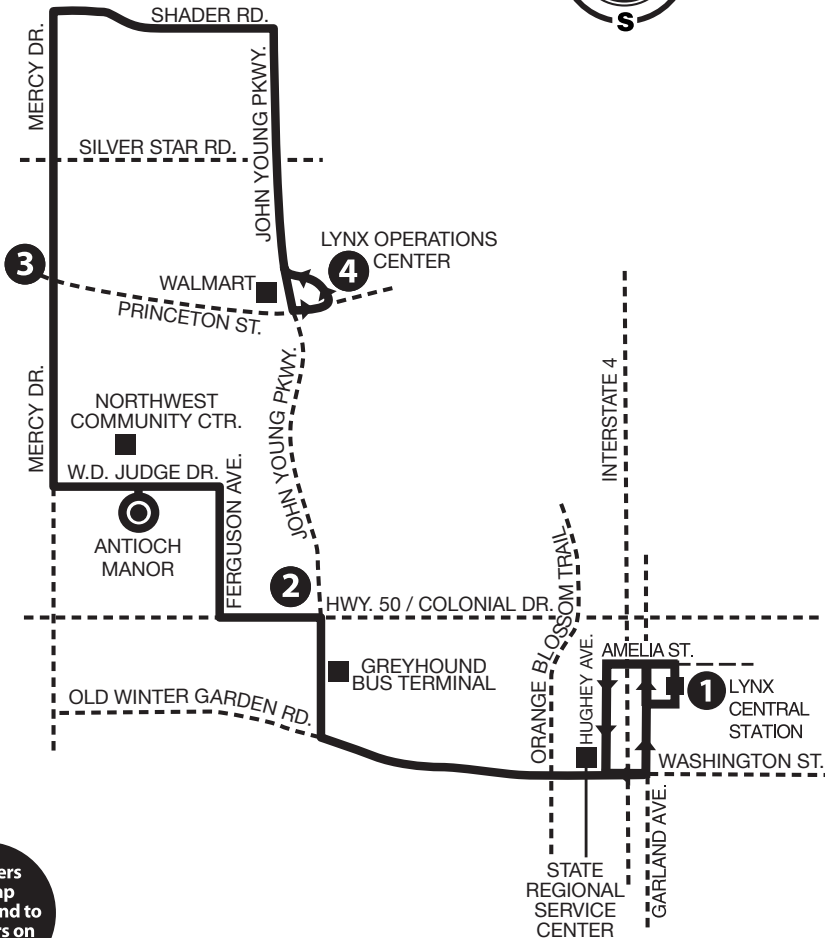 S
SHADER RD.
MERCY DR.
JOHN YOUNG PKWY.
SILVER STAR RD.
3
LYNX OPERATIONS
CENTER
4
WALMART
PRINCETON ST.
INTERSTATE 4
MERCY DR.
NORTHWEST
COMMUNITY CTR.
JOHN YOUNG PKWY.
W.D. JUDGE DR.
FERGUSON AVE.
ANTIOCH
MANOR
2
HWY. 50 / COLONIAL DR.
ORANGE BLOSSOM TRAIL
HUGHEY AVE.
AMELIA ST.
GREYHOUND
BUS TERMINAL
1
LYNX
CENTRAL
STATION
OLD WINTER GARDEN RD.
WASHINGTON ST.
GARLAND AVE.
STATE
REGIONAL
SERVICE
CENTER
nd to
on